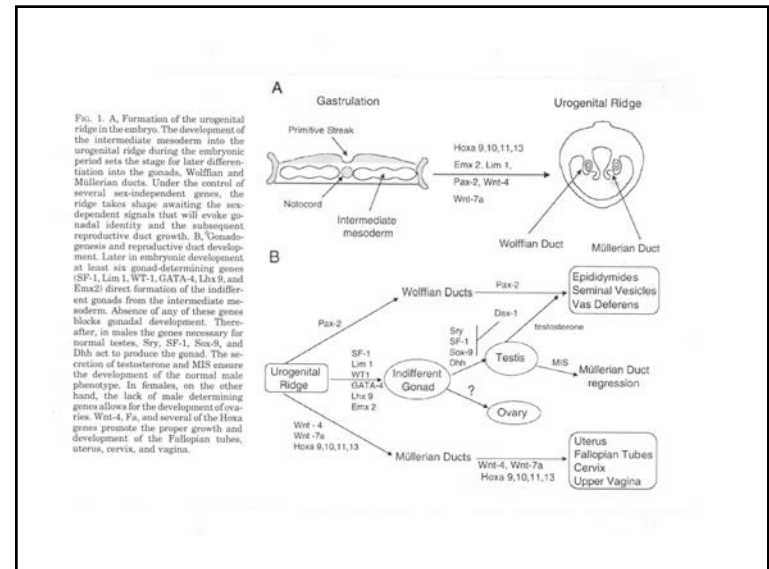 FIG. 1. A, Formation of the urogenital
ridge in the embryo. The development of
the intermediate mesoderm into the
urogenital ridge during the embryonic
period sets the stage for later differen-
tiation into the gonads, Wolffian and
Müllerian ducts. Under the control of
several sex-independent genes, the
ridge takes shape awaiting the sex-
dependent signals that will evoke go-
nadal identity and the subsequent
reproductive duct growth. B, Gonado-
genesis and reproductive duct develop-
ment. Later in embryonic development
at least six gonad-determining genes
(SF-1, Lim 1, WT-1, GATA-4, Lhx 9, and
Emx2) direct formation of the indiffer-
ent gonads from the intermediate me-
soderm. Absence of any of these genes
blocks gonadal development. There-
after, in males the genes necessary for
normal testes, Sry, SF-1, Sox-9, and
Dhh act to produce the gonad. The se-
cretion of testosterone and MIS ensure
the development of the normal male
phenotype. In females, on the other
hand, the lack of male determining
genes allows for the development of ova-
ries. Wnt-4, Fa, and several of the Hoxa
genes promote the proper growth and
development of the Fallopian tubes,
uterus, cervix, and vagina.
A
Gastrulation
Urogenital Ridge
Primitive Streak
Hoxa 9,10,11,13
Emx 2, Lim 1,
Pax-2, Wnt-4
Wnt-7a
Notocord
Intermediate
mesoderm
Wolffian Duct
Müllerian Duct
B
Wolffian Ducts
Pax-2
Epididymides
Seminal Vesicles
Vas Deferens
Pax-2
Dax-1
testosterone
Sry
SF-1
Sox-9
Dhh
Testis
MIS
Müllerian Duct
regression
Urogenital
Ridge
SF-1
Lim 1
WT1
GATA-4
Lhx 9
Emx 2
Indifferent
Gonad
?
Ovary
Wnt - 4
Wnt -7a
Hoxa 9,10,11,13
Müllerian Ducts
Wnt-4, Wnt-7a
Hoxa 9,10,11,13
Uterus
Fallopian Tubes
Cervix
Upper Vagina